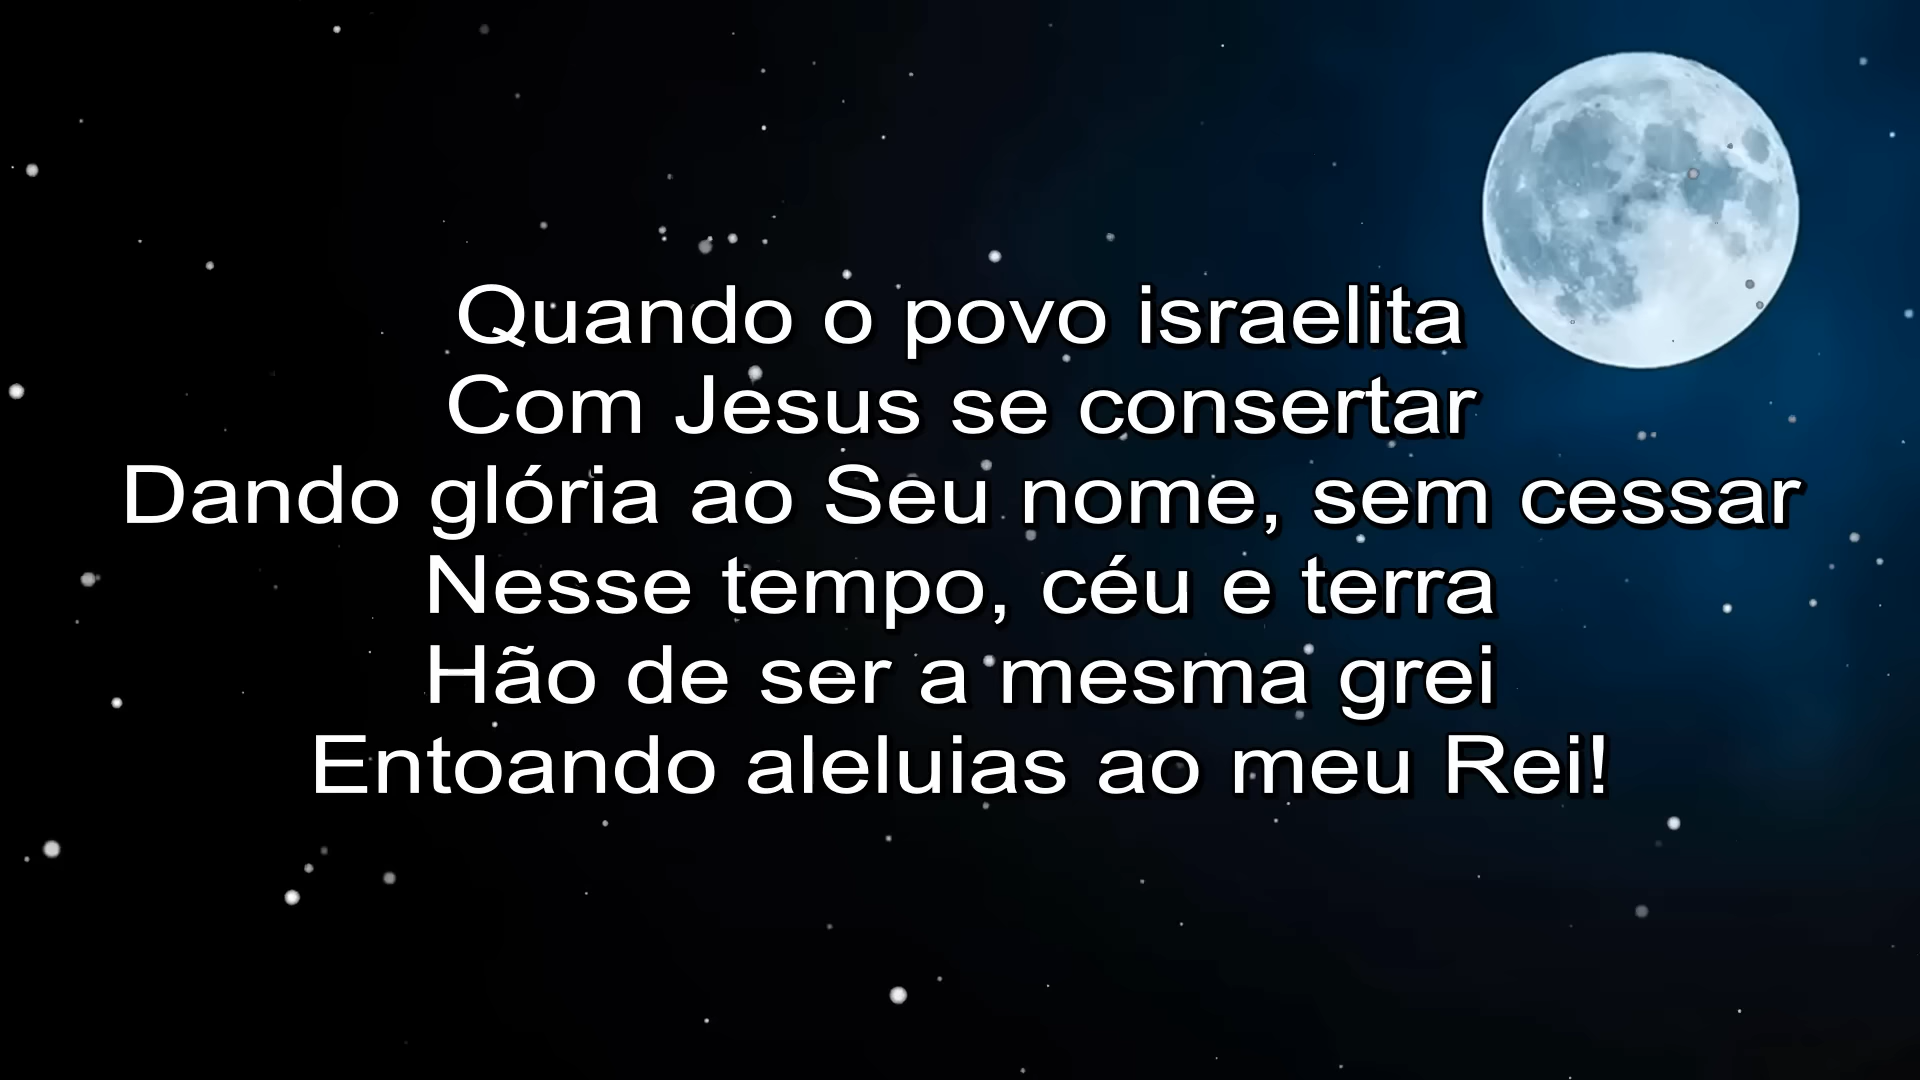 Quando o povo israelita
Com Jesus se consertar
Dando glória ao Seu nome, sem cessar
Nesse tempo, céu e terra
Hão de ser a mesma grei
Entoando aleluias ao meu Rei!